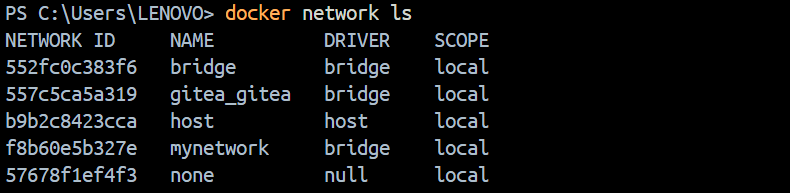 PS C:\Users\LENOVO> docker network ls
NETWORK ID     NAME          DRIVER    SCOPE
552fc0c383f6   bridge        bridge    local
557c5ca5a319   gitea_gitea   bridge    local
b9b2c8423cca   host          host      local
f8b60e5b327e   mynetwork     bridge    local
57678f1ef4f3   none          null      local